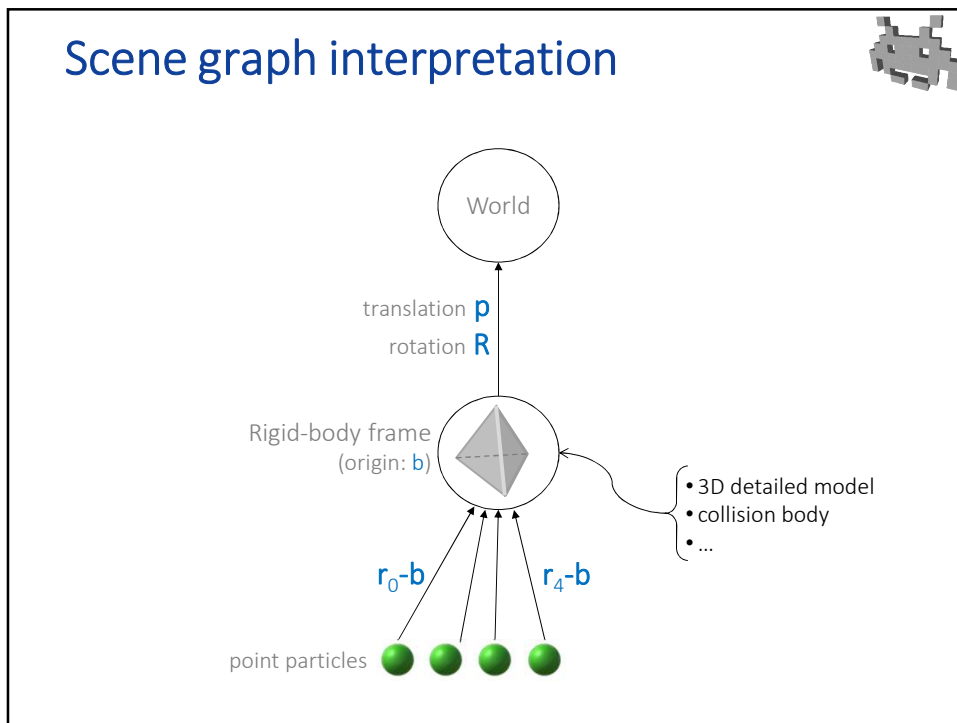 Scene graph interpretation
World
translation p
rotation R
Rigid-body frame
(origin: b)
• 3D detailed model
• collision body
• ...
r₀-b
r₄-b
point particles